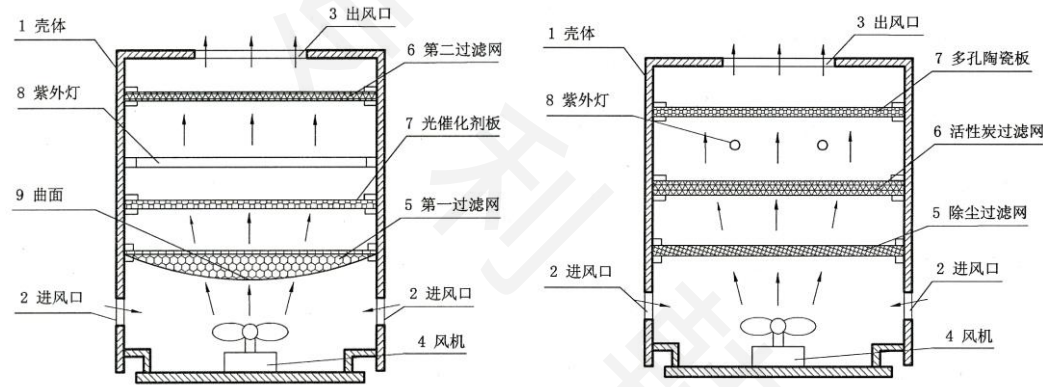 1 壳体
3 出风口
6 第二过滤网
8 紫外灯
7 光催化剂板
9 曲面
5 第一过滤网
2 进风口
2 进风口
4 风机
1 壳体
3 出风口
7 多孔陶瓷板
8 紫外灯
6 活性炭过滤网
5 除尘过滤网
2 进风口
2 进风口
4 风机